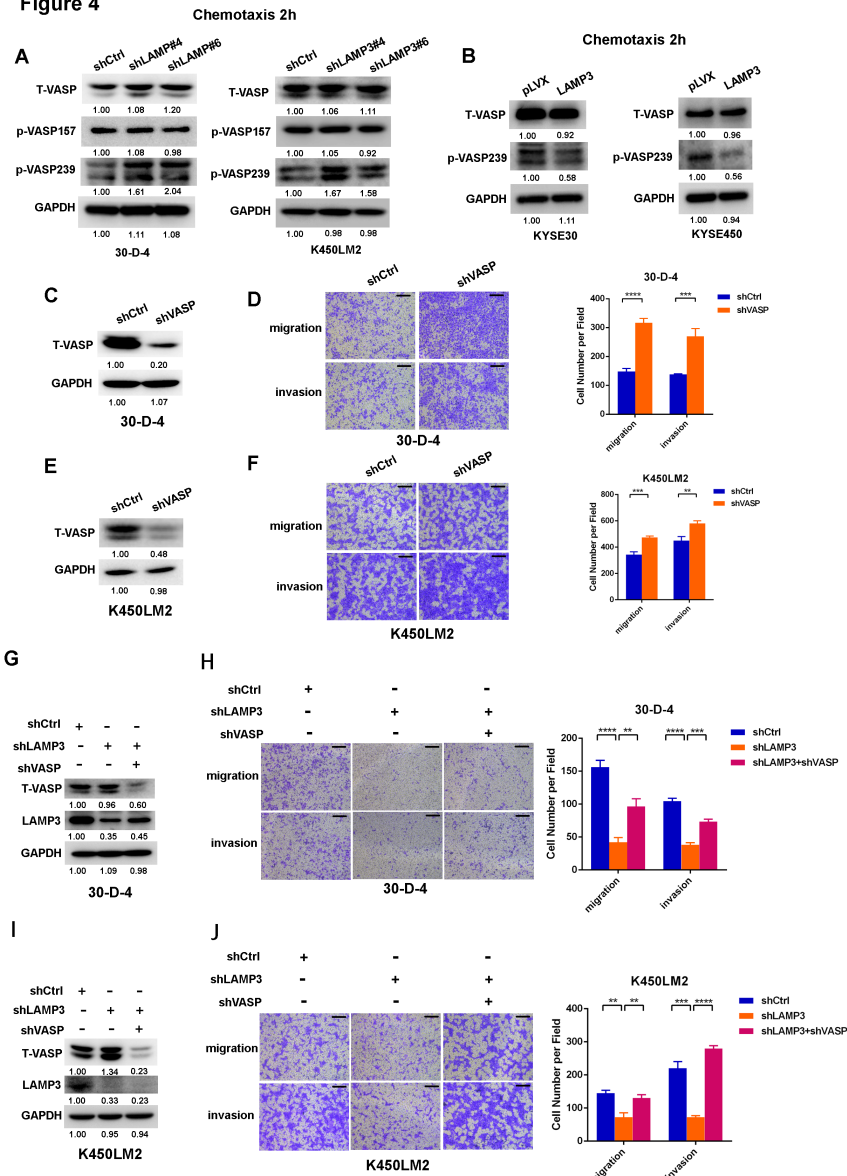 Figure 4
Chemotaxis 2h
A
shCtrl shLAMP#4 shLAMP#6
T-VASP
1.00 1.08 1.20
p-VASP157
1.00 1.08 0.98
p-VASP239
1.00 1.61 2.04
GAPDH
1.00 1.11 1.08
30-D-4
shCtrl shLAMP3#4 shLAMP3#6
T-VASP
1.00 1.06 1.11
p-VASP157
1.00 1.05 0.92
p-VASP239
1.00 1.67 1.58
GAPDH
1.00 0.98 0.98
K450LM2
Chemotaxis 2h
B
pLVX LAMP3
T-VASP
1.00 0.92
p-VASP239
1.00 0.58
GAPDH
1.00 1.11
KYSE30
pLVX LAMP3
T-VASP
1.00 0.96
p-VASP239
1.00 0.56
GAPDH
1.00 0.94
KYSE450
C
shCtrl shVASP
T-VASP
1.00 0.20
GAPDH
1.00 1.07
30-D-4
D
shCtrl shVASP
migration
invasion
30-D-4
30-D-4
shCtrl
shVASP
**** ***
Cell Number per Field
400
300
200
100
0
migration invasion
E
shCtrl shVASP
T-VASP
1.00 0.48
GAPDH
1.00 0.98
K450LM2
F
shCtrl shVASP
migration
invasion
K450LM2
K450LM2
shCtrl
shVASP
*** **
Cell Number per Field
800
600
400
200
0
migration invasion
G
shCtrl + - -
shLAMP3 - + +
shVASP - - +
T-VASP
1.00 0.96 0.60
LAMP3
1.00 0.35 0.45
GAPDH
1.00 1.09 0.98
30-D-4
H
shCtrl + - -
shLAMP3 - + +
shVASP - - +
migration
invasion
30-D-4
30-D-4
shCtrl
shLAMP3
shLAMP3+shVASP
**** ** **** ***
Cell Number per Field
200
150
100
50
0
migration invasion
I
shCtrl + - -
shLAMP3 - + +
shVASP - - +
T-VASP
1.00 1.34 0.23
LAMP3
1.00 0.33 0.23
GAPDH
1.00 0.95 0.94
K450LM2
J
shCtrl + - -
shLAMP3 - + +
shVASP - - +
migration
invasion
K450LM2
K450LM2
shCtrl
shLAMP3
shLAMP3+shVASP
** ** *** ****
Cell Number per Field
400
300
200
100
0
migration invasion